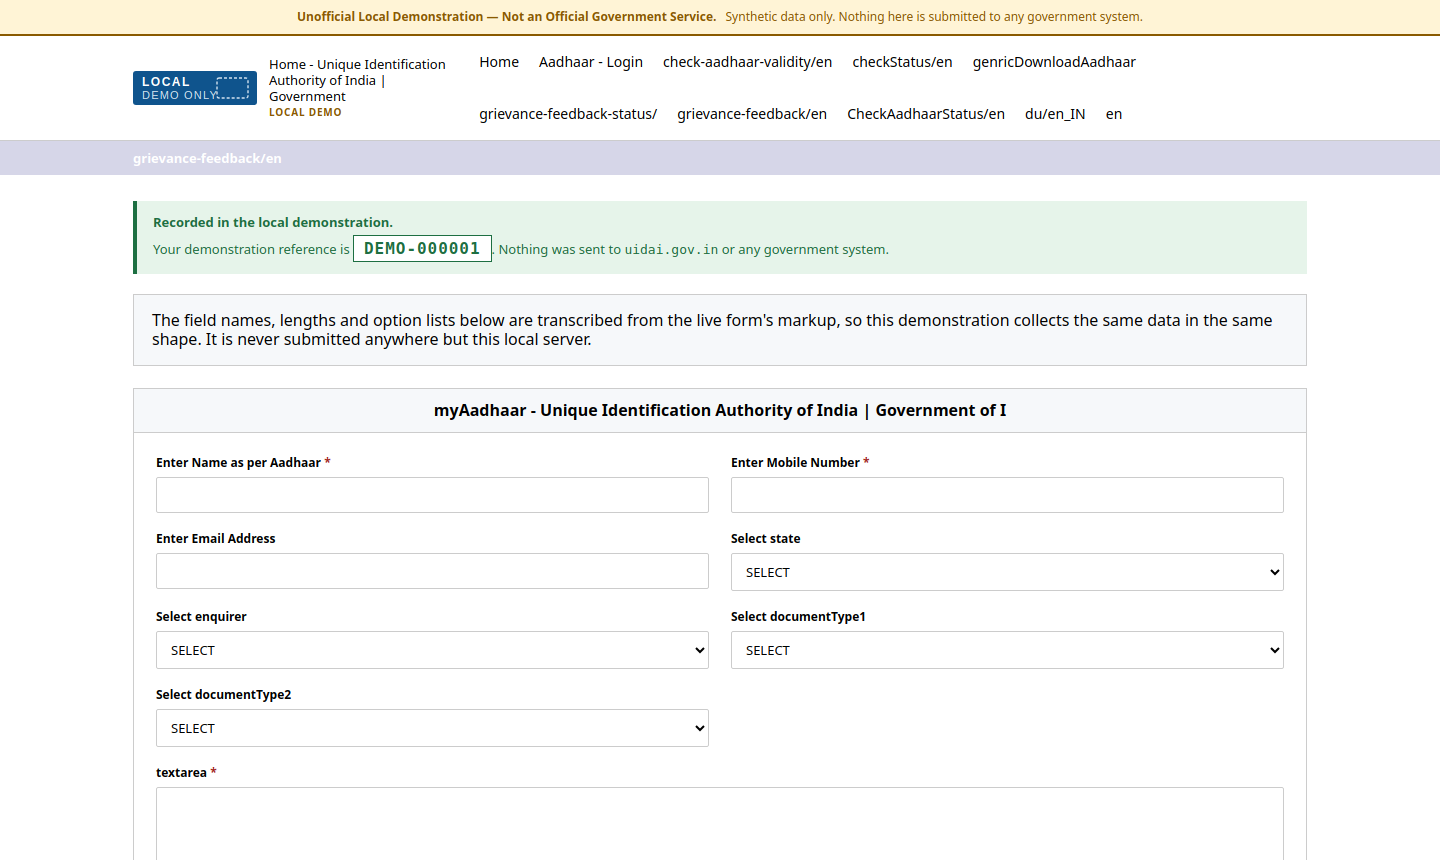 Unofficial Local Demonstration — Not an Official Government Service. Synthetic data only. Nothing here is submitted to any government system.
LOCAL
DEMO ONLY
Home - Unique Identification
Authority of India |
Government
LOCAL DEMO
Home Aadhaar - Login check-aadhaar-validity/en checkStatus/en genricDownloadAadhaar
grievance-feedback-status/ grievance-feedback/en CheckAadhaarStatus/en du/en_IN en
grievance-feedback/en
Recorded in the local demonstration.
Your demonstration reference is DEMO-000001. Nothing was sent to uidai.gov.in or any government system.
The field names, lengths and option lists below are transcribed from the live form's markup, so this demonstration collects the same data in the same
shape. It is never submitted anywhere but this local server.
myAadhaar - Unique Identification Authority of India | Government of I
Enter Name as per Aadhaar * Enter Mobile Number *
Enter Email Address Select state
SELECT
Select enquirer Select documentType1
SELECT SELECT
Select documentType2
SELECT
textarea *